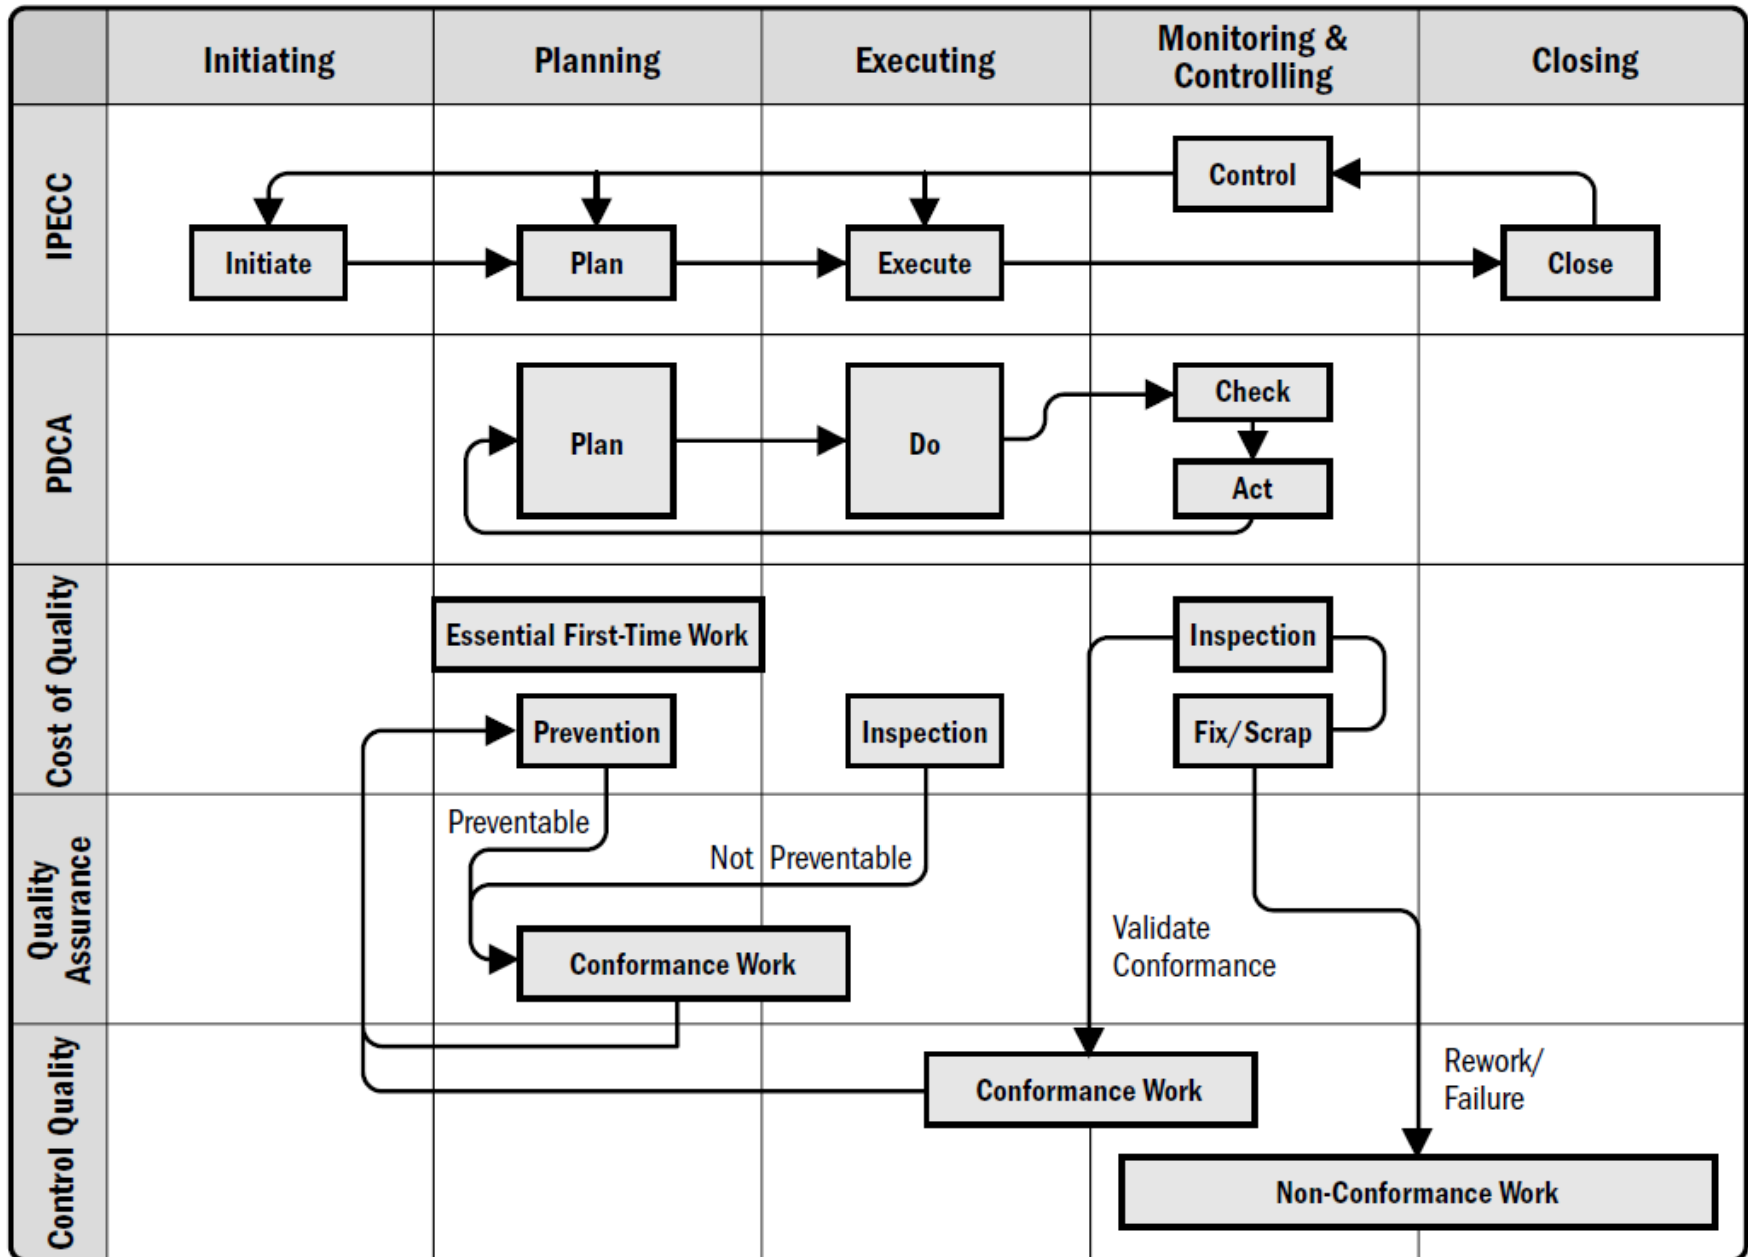 Initiating
Planning
Executing
Monitoring &
Controlling
Closing
IPECC
Control
Initiate
Plan
Execute
Close
PDCA
Plan
Do
Check
Act
Cost of Quality
Essential First-Time Work
Inspection
Prevention
Inspection
Fix/Scrap
Quality
Assurance
Preventable
Not Preventable
Conformance Work
Validate
Conformance
Control Quality
Conformance Work
Rework/
Failure
Non-Conformance Work